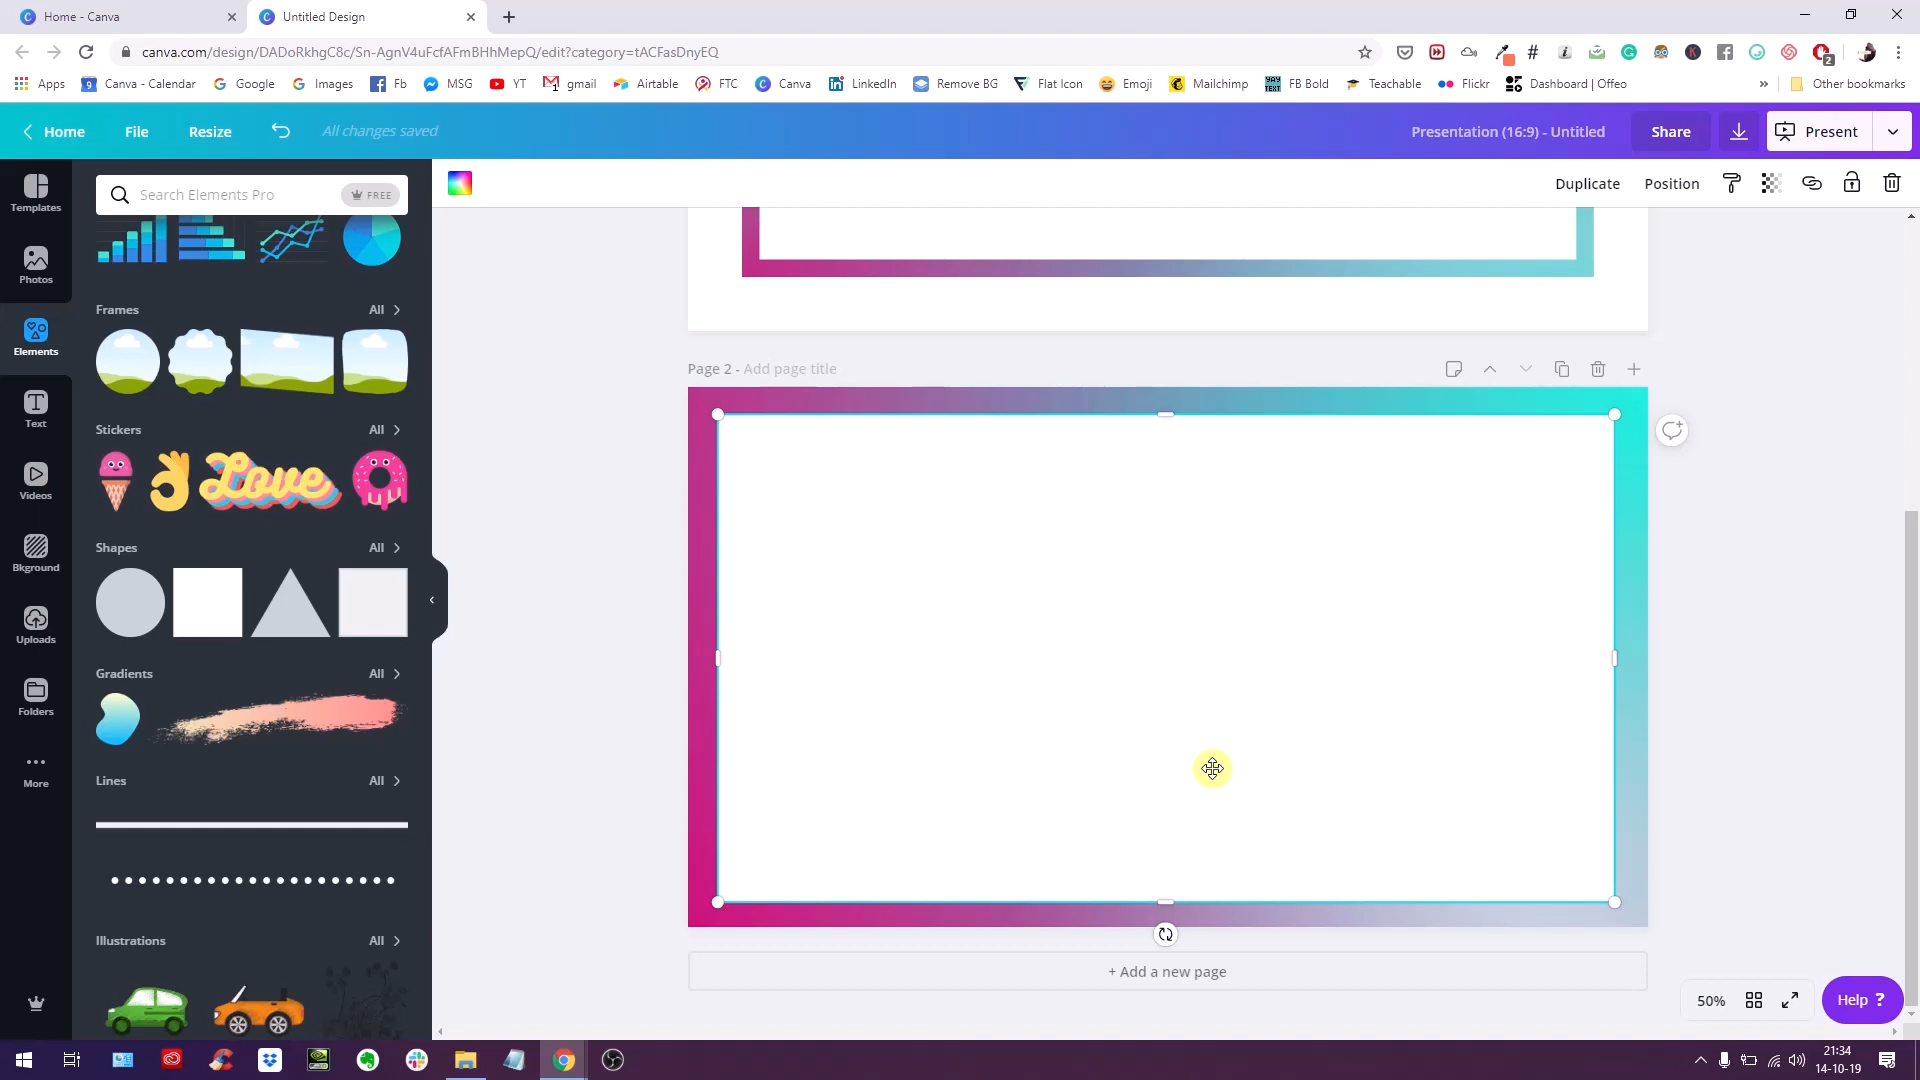 Home - Canva
Untitled Design
canva.com/design/DADoRkhgC8c/Sn-AgnV4uFcfAFmBHhMepQ/edit?category=tACFasDnyEQ
Apps Canva - Calendar Google Images Fb MSG YT gmail Airtable FTC Canva LinkedIn Remove BG Flat Icon Emoji Mailchimp FB Bold Teachable Flickr Dashboard | Offeo » Other bookmarks
Home File Resize All changes saved Presentation (16:9) - Untitled Share Present
Templates
Photos
Elements
Text
Videos
Bkground
Uploads
Folders
More
Search Elements Pro FREE
Frames All
Stickers All
Love
Shapes All
Gradients All
Lines All
Illustrations All
Duplicate Position
Page 2 - Add page title
+ Add a new page
50%
Help ?
21:34
14-10-19